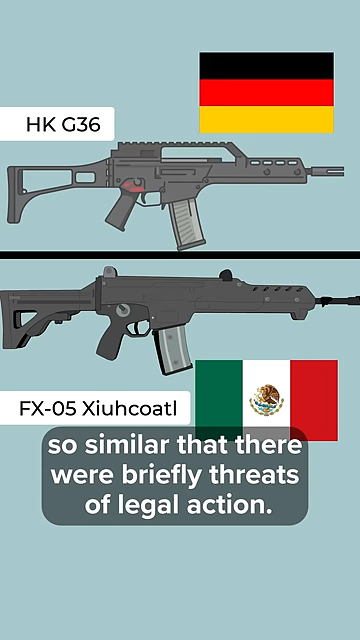 HK G36
FX-05 Xiuhcoatl
so similar that there
were briefly threats
of legal action.